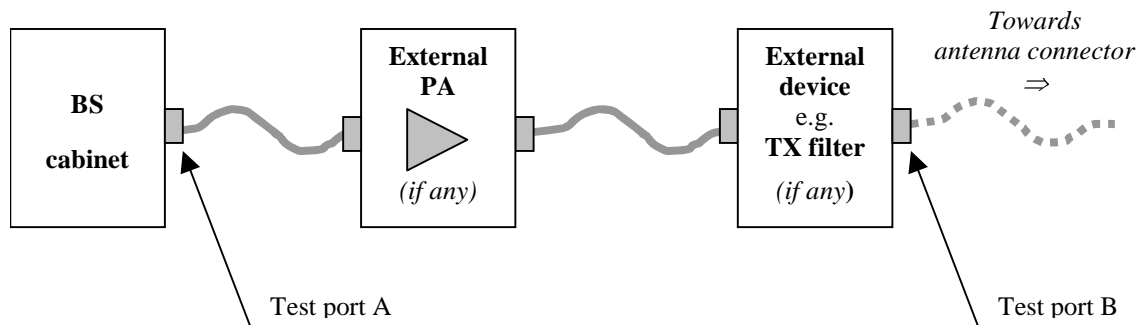 BS
cabinet
External
PA
(if any)
External
device
e.g.
TX filter
(if any)
Towards
antenna connector
⇒
Test port A
Test port B